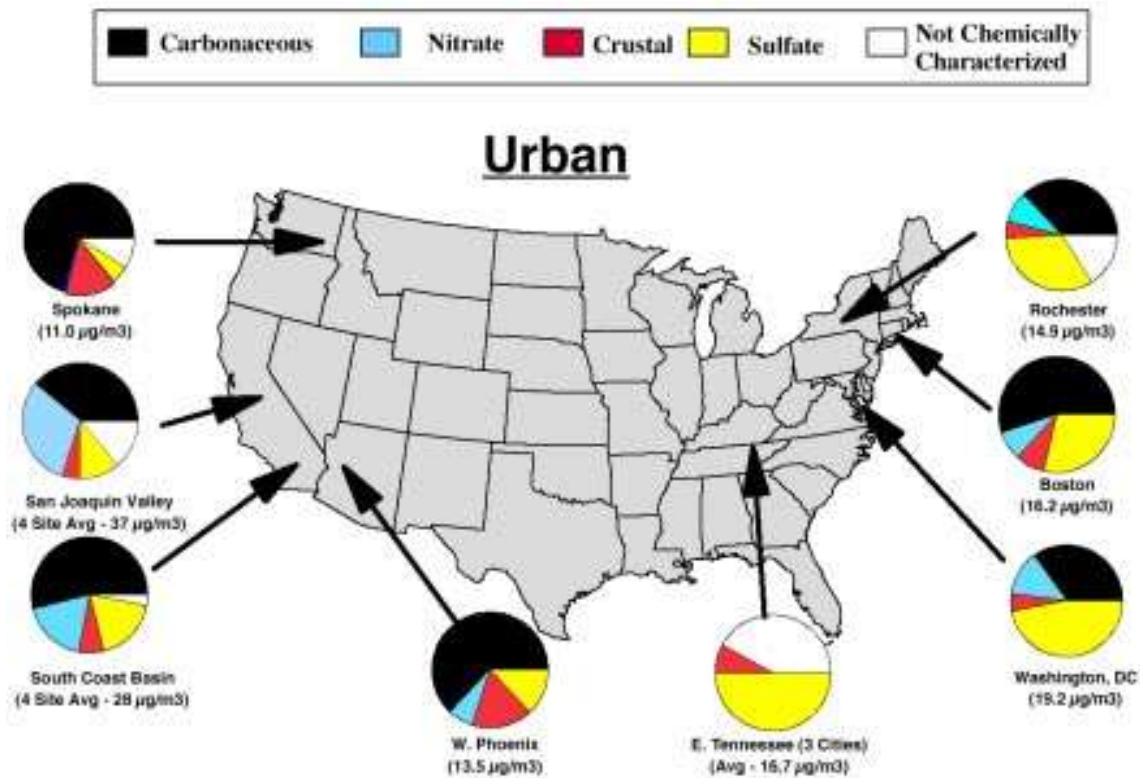 Carbonaceous
Nitrate
Crustal
Sulfate
Not Chemically
Characterized
Urban
Spokane
(11.0 µg/m3)
Rochester
(14.9 µg/m3)
San Joaquin Valley
(4 Site Avg - 37 µg/m3)
Boston
(16.2 µg/m3)
South Coast Basin
(4 Site Avg - 28 µg/m3)
W. Phoenix
(13.5 µg/m3)
E. Tennessee (3 Cities)
(Avg - 16.7 µg/m3)
Washington, DC
(19.2 µg/m3)